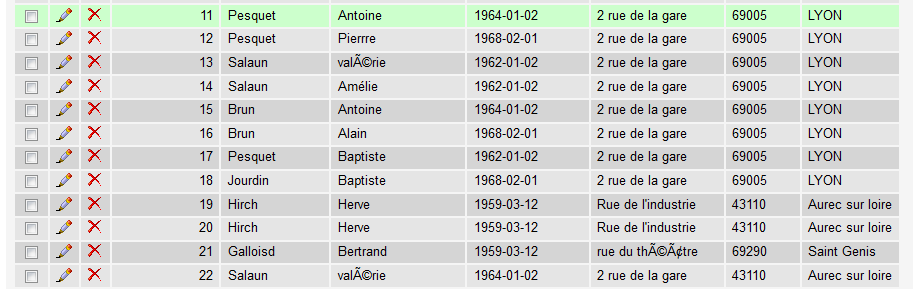 11 Pesquet Antoine 1964-01-02 2 rue de la gare 69005 LYON
12 Pesquet Pierrre 1968-02-01 2 rue de la gare 69005 LYON
13 Salaun valÃ©rie 1962-01-02 2 rue de la gare 69005 LYON
14 Salaun Amélie 1962-01-02 2 rue de la gare 69005 LYON
15 Brun Antoine 1964-01-02 2 rue de la gare 69005 LYON
16 Brun Alain 1968-02-01 2 rue de la gare 69005 LYON
17 Pesquet Baptiste 1962-01-02 2 rue de la gare 69005 LYON
18 Jourdin Baptiste 1968-02-01 2 rue de la gare 69005 LYON
19 Hirch Herve 1959-03-12 Rue de l'industrie 43110 Aurec sur loire
20 Hirch Herve 1959-03-12 Rue de l'industrie 43110 Aurec sur loire
21 Galloisd Bertrand 1959-03-12 rue du thÃ©Ã¢tre 69290 Saint Genis
22 Salaun valÃ©rie 1964-01-02 2 rue de la gare 43110 Aurec sur loire